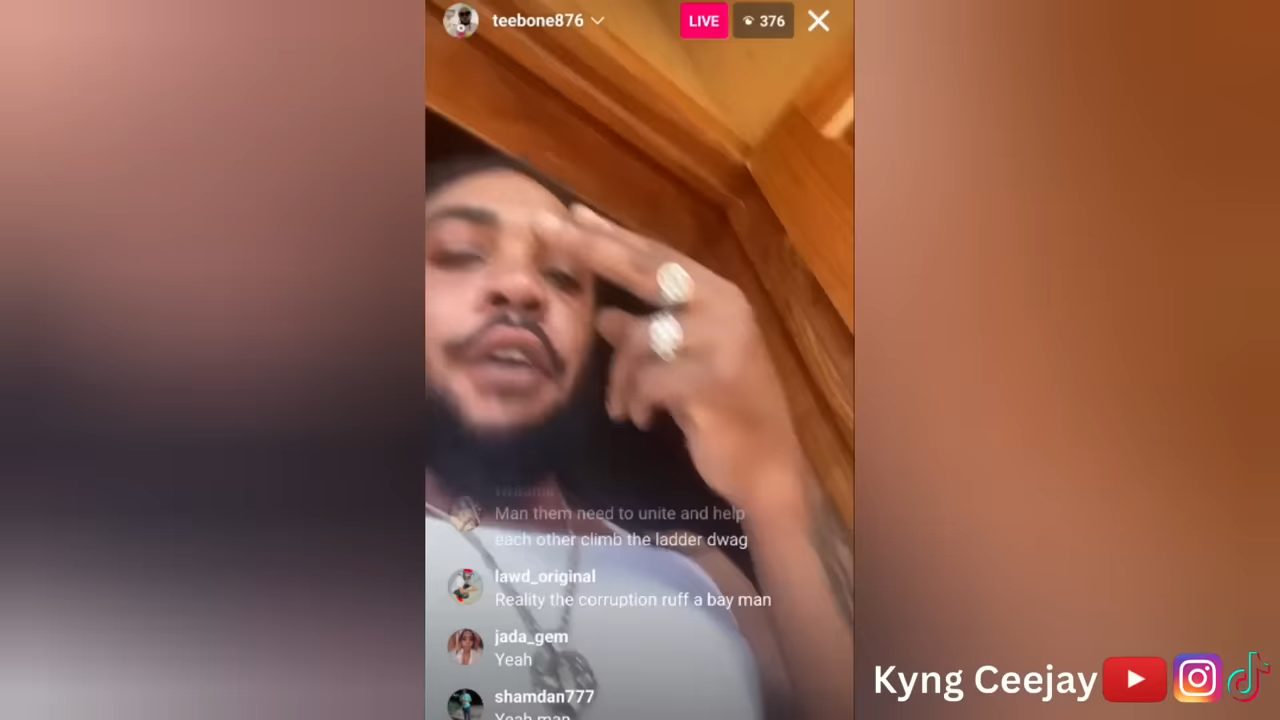 teebone876
LIVE
376
Man them need to unite and help
each other climb the ladder dwag
lawd_original
Reality the corruption ruff a bay man
jada_gem
Yeah
shamdan777
Yeah man
Kyng Ceejay